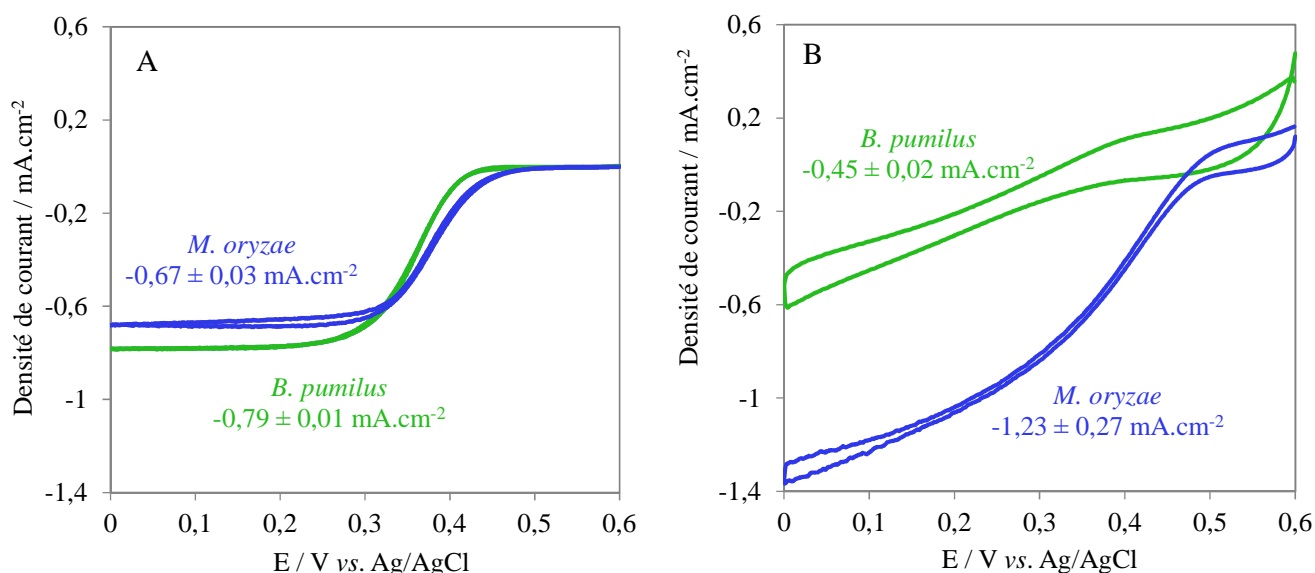 A
Densité de courant / mA.cm-2
0,6
0,2
-0,2
-0,6
-1
-1,4
M. oryzae
-0,67 ± 0,03 mA.cm-2
B. pumilus
-0,79 ± 0,01 mA.cm-2
0 0,1 0,2 0,3 0,4 0,5 0,6
E / V vs. Ag/AgCl
B
Densité de courant / mA.cm-2
0,6
0,2
-0,2
-0,6
-1
-1,4
B. pumilus
-0,45 ± 0,02 mA.cm-2
M. oryzae
-1,23 ± 0,27 mA.cm-2
0 0,1 0,2 0,3 0,4 0,5 0,6
E / V vs. Ag/AgCl